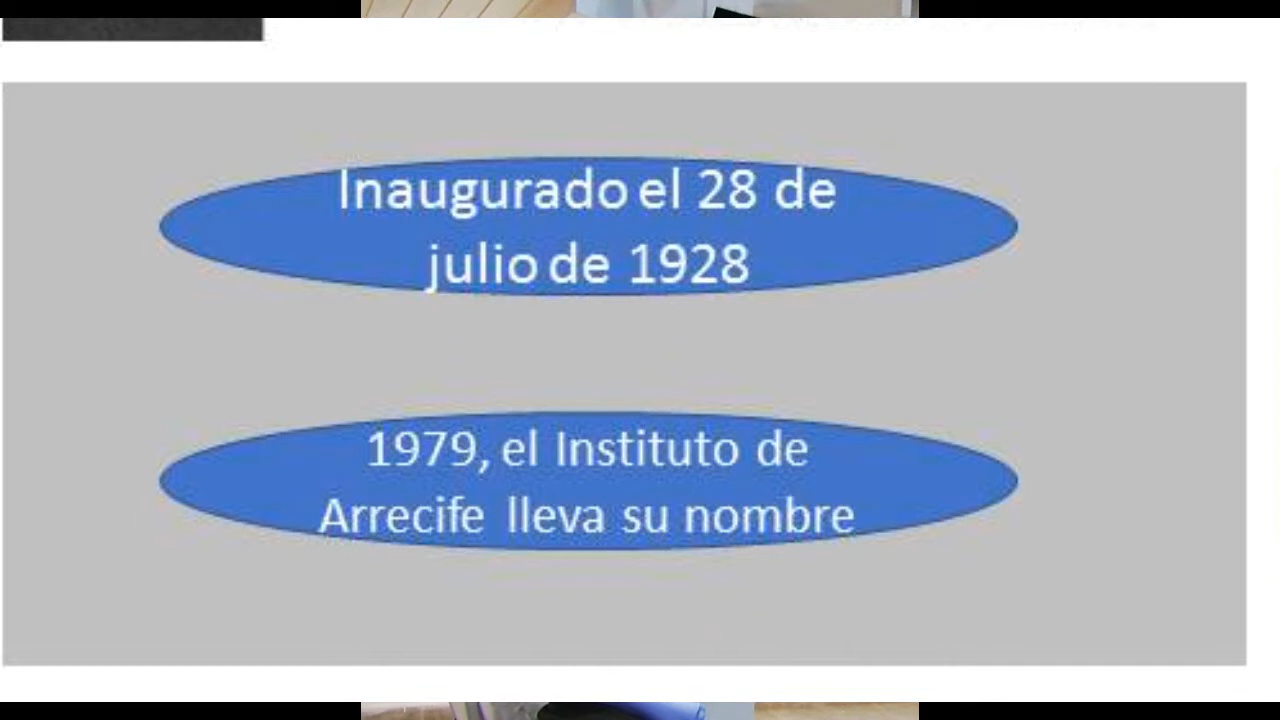 Inaugurado el 28 de
julio de 1928
1979, el Instituto de
Arrecife lleva su nombre